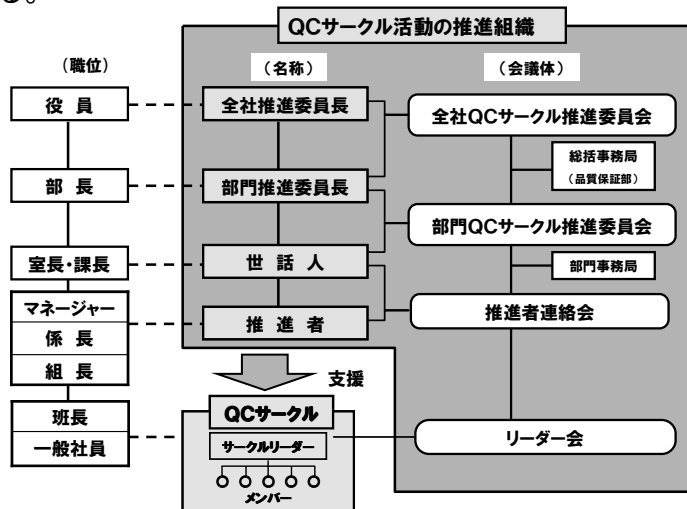 る。
QCサークル活動の推進組織
（職位）
（名称）
（会議体）
役員
全社推進委員長
全社QCサークル推進委員会
総括事務局
（品質保証部）
部長
部門推進委員長
部門QCサークル推進委員会
室長・課長
世話人
部門事務局
マネージャー
係長
組長
推進者
推進者連絡会
支援
班長
一般社員
QCサークル
サークルリーダー
メンバー
リーダー会